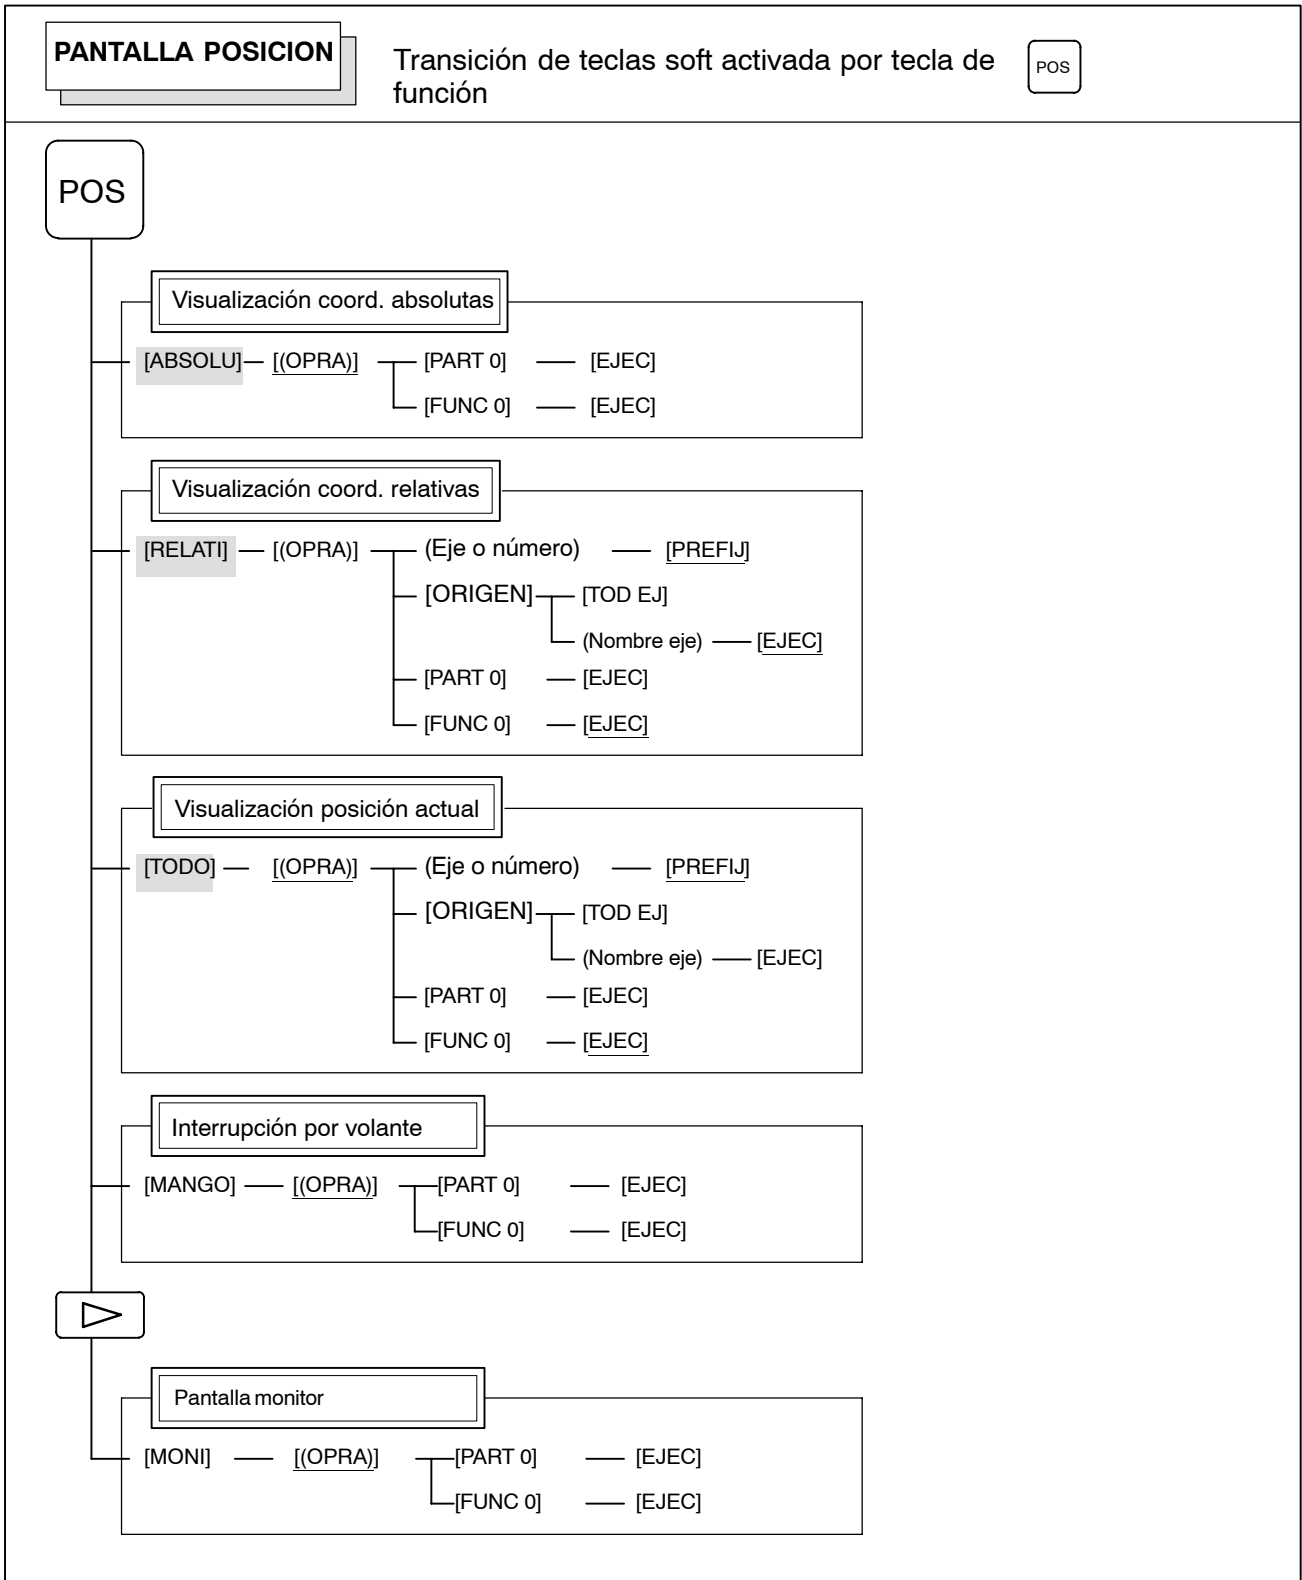 PANTALLA POSICION
Transición de teclas soft activada por tecla de
función
POS
POS
Visualización coord. absolutas
[ABSOLU] [(OPRA)] [PART 0] [EJEC]
[FUNC 0] [EJEC]
Visualización coord. relativas
[RELATI] [(OPRA)] (Eje o número) [PREFIJ]
[ORIGEN] [TOD EJ]
(Nombre eje) [EJEC]
[PART 0] [EJEC]
[FUNC 0] [EJEC]
Visualización posición actual
[TODO] [(OPRA)] (Eje o número) [PREFIJ]
[ORIGEN] [TOD EJ]
(Nombre eje) [EJEC]
[PART 0] [EJEC]
[FUNC 0] [EJEC]
Interrupción por volante
[MANGO] [(OPRA)] [PART 0] [EJEC]
[FUNC 0] [EJEC]
Pantalla monitor
[MONI] [(OPRA)] [PART 0] [EJEC]
[FUNC 0] [EJEC]